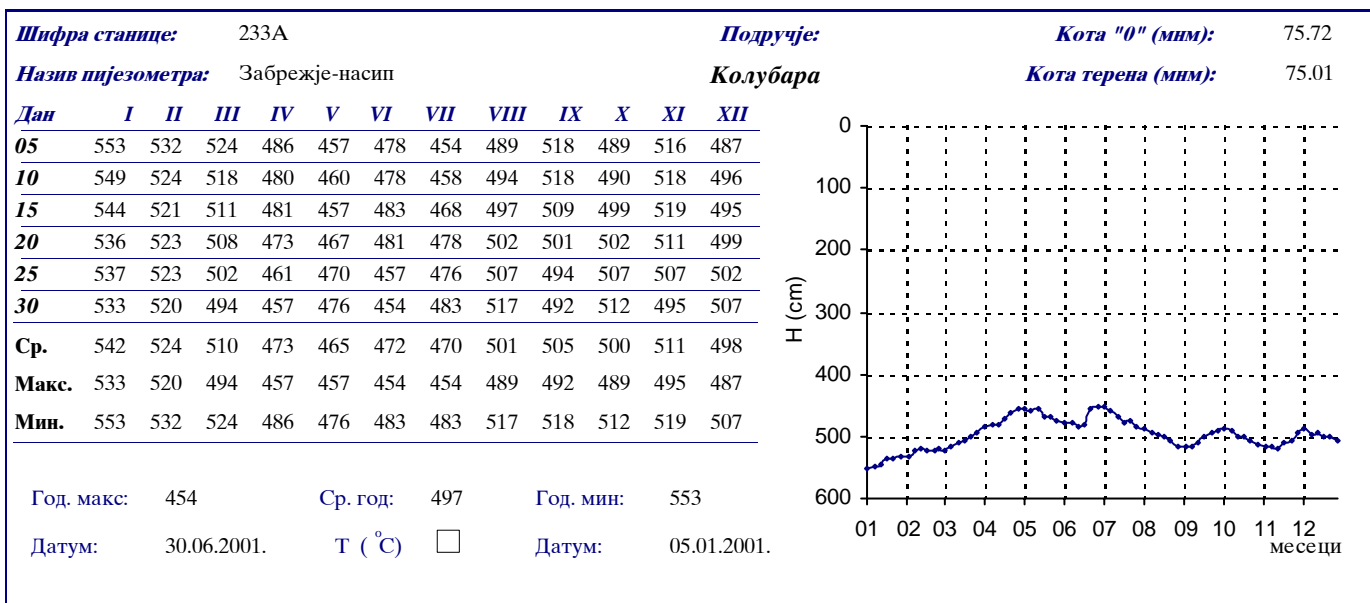 Шифра станице: 233А Подручје: Кота "0" (мнм): 75.72
Назив пијезометра: Забрежје-насип Колубара Кота терена (мнм): 75.01
Дан I II III IV V VI VII VIII IX X XI XII
05 553 532 524 486 457 478 454 489 518 489 516 487
10 549 524 518 480 460 478 458 494 518 490 518 496
15 544 521 511 481 457 483 468 497 509 499 519 495
20 536 523 508 473 467 481 478 502 501 502 511 499
25 537 523 502 461 470 457 476 507 494 507 507 502
30 533 520 494 457 476 454 483 517 492 512 495 507
Ср. 542 524 510 473 465 472 470 501 505 500 511 498
Макс. 533 520 494 457 457 454 454 489 492 489 495 487
Мин. 553 532 524 486 476 483 483 517 518 512 519 507
Год. макс: 454 Ср. год: 497 Год. мин: 553
Датум: 30.06.2001. T ( °C) Датум: 05.01.2001.
0
100
200
300
400
500
600
H (cm)
01 02 03 04 05 06 07 08 09 10 11 12
месеци